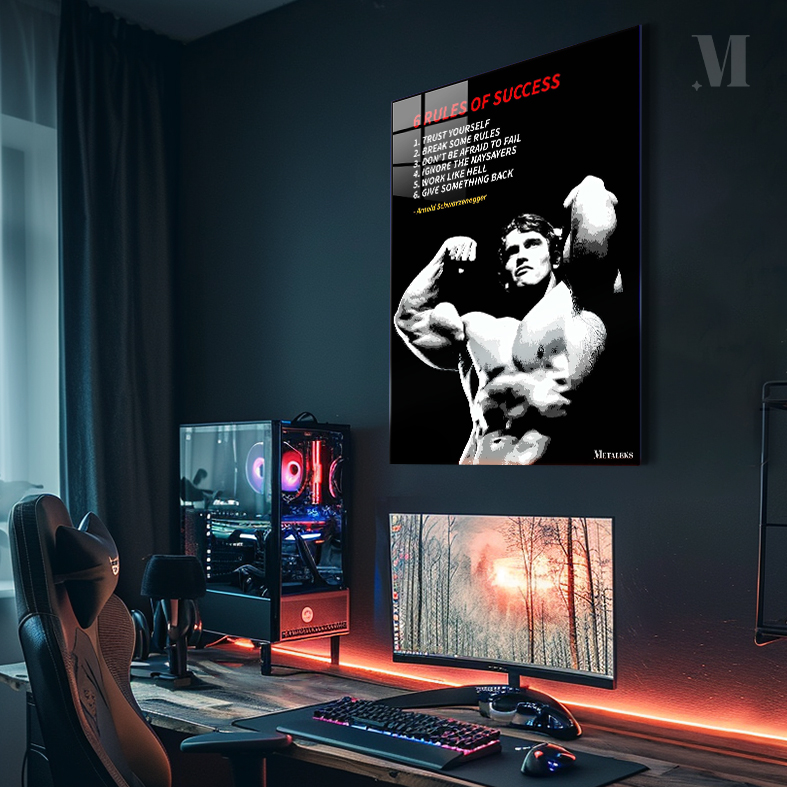 M
6 RULES OF SUCCESS
1. TRUST YOURSELF
2. BREAK SOME RULES
3. DON'T BE AFRAID TO FAIL
4. IGNORE THE NAYSAYERS
5. WORK LIKE HELL
6. GIVE SOMETHING BACK
- Arnold Schwarzenegger
METALEKS